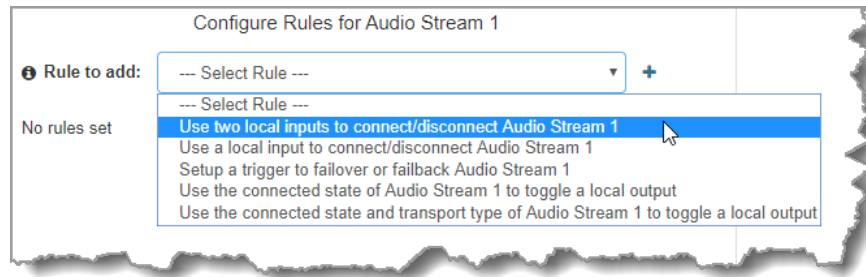 Configure Rules for Audio Stream 1
Rule to add: --- Select Rule ---
--- Select Rule ---
No rules set
Use two local inputs to connect/disconnect Audio Stream 1
Use a local input to connect/disconnect Audio Stream 1
Setup a trigger to failover or failback Audio Stream 1
Use the connected state of Audio Stream 1 to toggle a local output
Use the connected state and transport type of Audio Stream 1 to toggle a local output